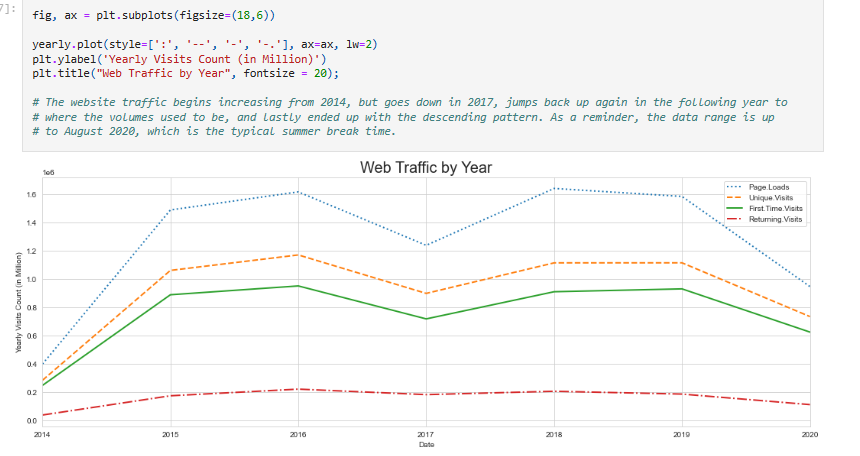 7]:
fig, ax = plt.subplots(figsize=(18,6))
yearly.plot(style=[':', '--', '-', '-.'], ax=ax, lw=2)
plt.ylabel('Yearly Visits Count (in Million)')
plt.title("Web Traffic by Year", fontsize = 20);
# The website traffic begins increasing from 2014, but goes down in 2017, jumps back up again in the following year to
# where the volumes used to be, and lastly ended up with the descending pattern. As a reminder, the data range is up
# to August 2020, which is the typical summer break time.
Web Traffic by Year
1e6
Page.Loads
Unique.Visits
First.Time.Visits
Returning.Visits
1.6
1.4
1.2
1.0
0.8
0.6
0.4
0.2
0.0
Yearly Visits Count (in Million)
2014 2015 2016 2017 2018 2019 2020
Date